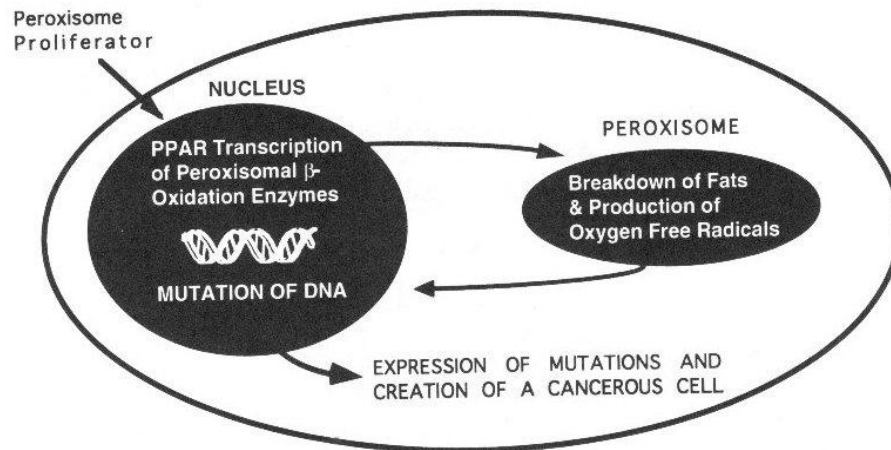 Peroxisome
Proliferator
NUCLEUS
PPAR Transcription
of Peroxisomal β-
Oxidation Enzymes
MUTATION OF DNA
PEROXISOME
Breakdown of Fats
& Production of
Oxygen Free Radicals
EXPRESSION OF MUTATIONS AND
CREATION OF A CANCEROUS CELL